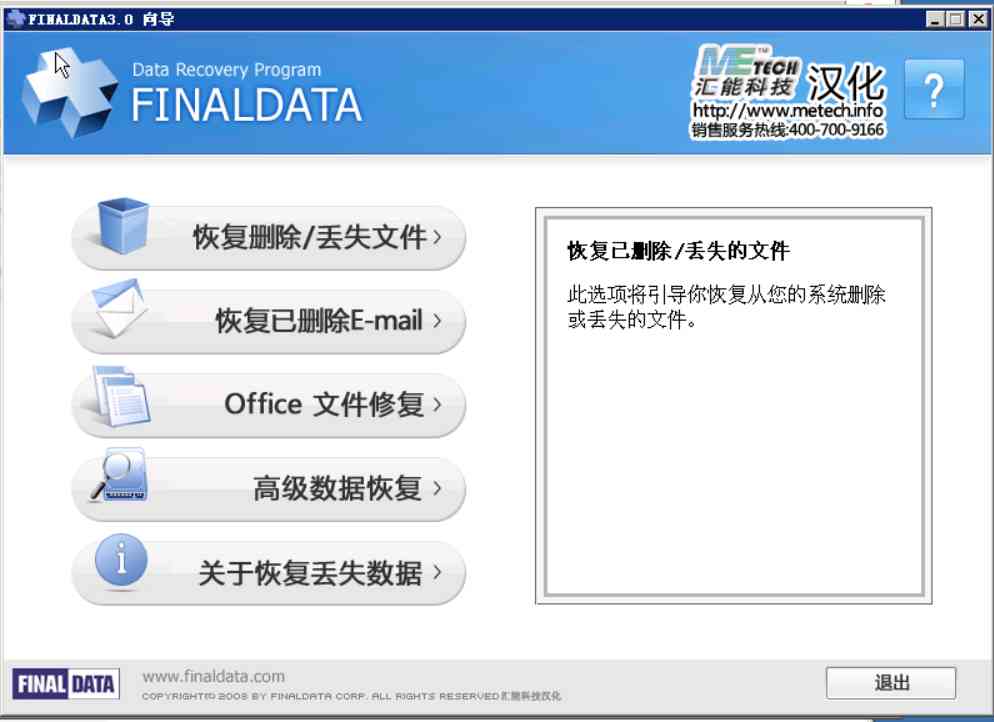 FINALDATA3.0 向导
Data Recovery Program
FINALDATA
METECH™
汇能科技 汉化
http://www.metech.info
销售服务热线:400-700-9166
?
恢复删除/丢失文件 ›
恢复已删除E-mail ›
Office 文件修复 ›
高级数据恢复 ›
i
关于恢复丢失数据 ›
恢复已删除/丢失的文件
此选项将引导你恢复从您的系统删除
或丢失的文件。
FINAL DATA
www.finaldata.com
COPYRIGHT© 2008 BY FINALDATA CORP. ALL RIGHTS RESERVED汇能科技汉化
退出